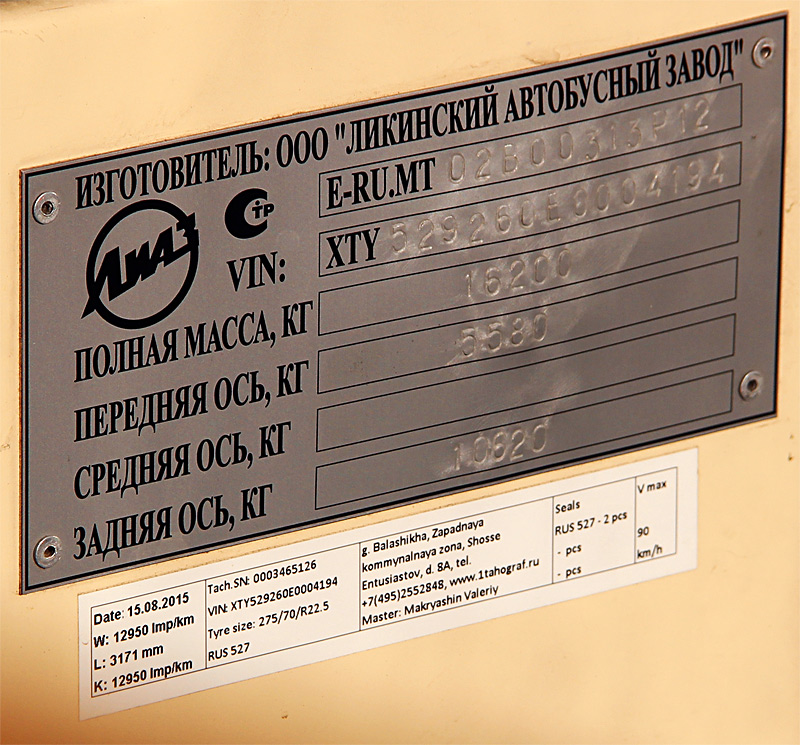 ИЗГОТОВИТЕЛЬ: ООО "ЛИКИНСКИЙ АВТОБУСНЫЙ ЗАВОД"
ЛИАЗ
СТР
E-RU.MT 02B00313P12
VIN: XTY 529260E0004194
ПОЛНАЯ МАССА, КГ 16200
ПЕРЕДНЯЯ ОСЬ, КГ 5580
СРЕДНЯЯ ОСЬ, КГ
ЗАДНЯЯ ОСЬ, КГ 10620
Date: 15.08.2015
W: 12950 Imp/km
L: 3171 mm
K: 12950 Imp/km
Tach.SN: 0003465126
VIN: XTY529260E0004194
Tyre size: 275/70/R22.5
RUS 527
g. Balashikha, Zapadnaya
kommynalnaya zona, Shosse
Entusiastov, d. 8A, tel.
+7(495)2552848, www.1tahograf.ru
Master: Makryashin Valeriy
Seals
RUS 527 - 2 pcs
- pcs
- pcs
V max
90
km/h